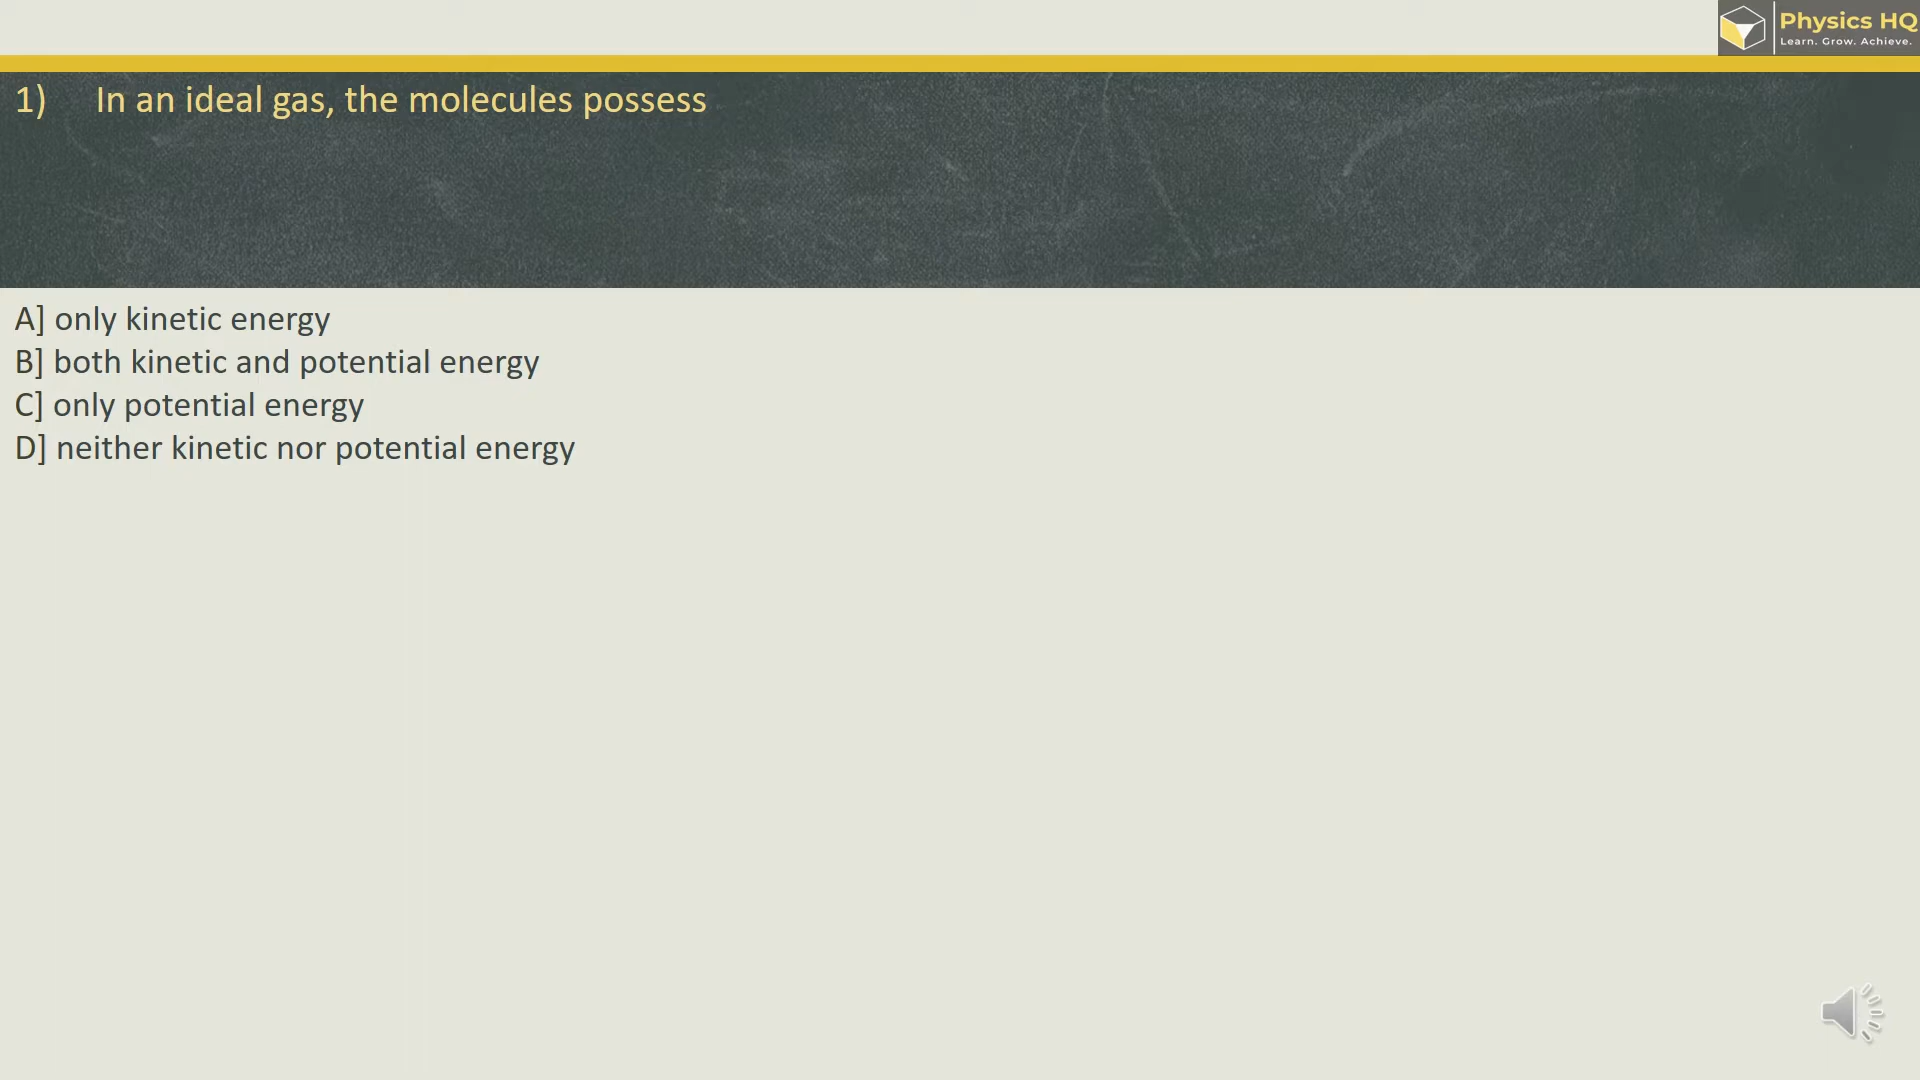 Physics HQ
Learn. Grow. Achieve.
1) In an ideal gas, the molecules possess
A] only kinetic energy
B] both kinetic and potential energy
C] only potential energy
D] neither kinetic nor potential energy